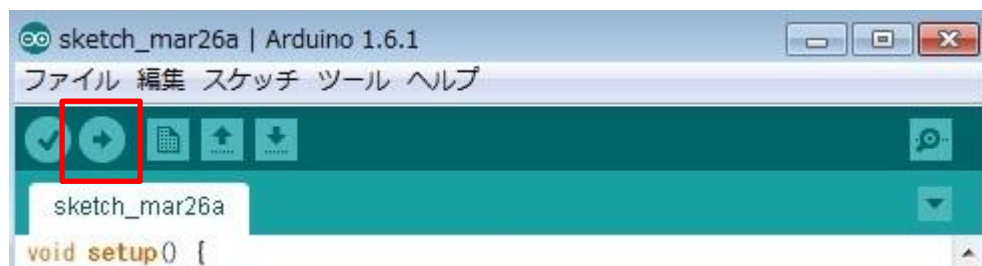 sketch_mar26a | Arduino 1.6.1
ファイル 編集 スケッチ ツール ヘルプ
sketch_mar26a
void setup() {